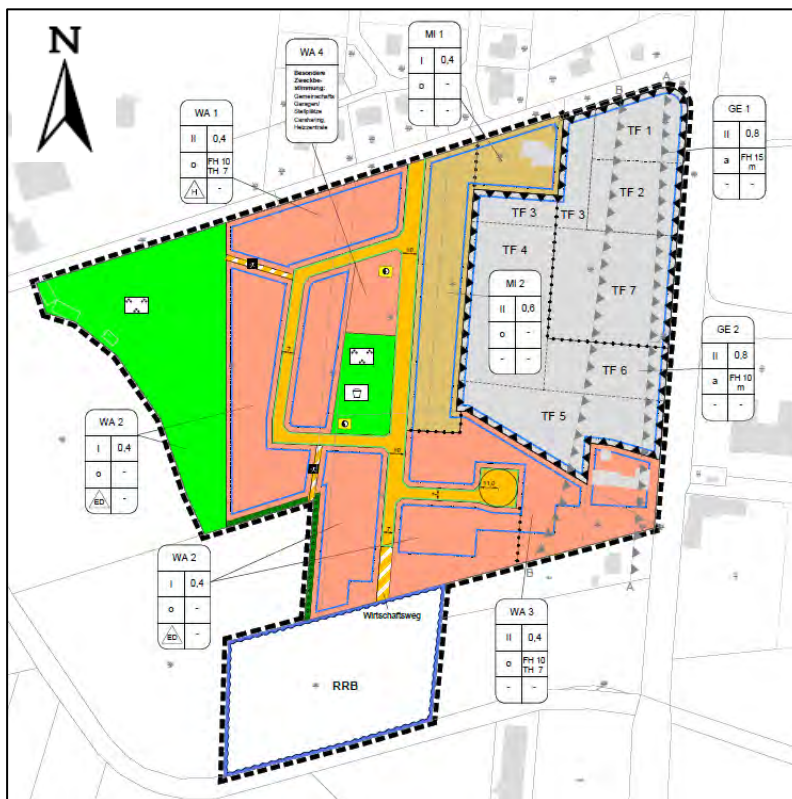 N
MI 1
I 0,4
o -
- -
WA 4
Besondere
Zweckbe-
stimmung:
Gemeinschafts
Garagen/
Stellplätze
Carsharing,
Heizzentrale
WA 1
II 0,4
o FH 10 TH 7
H -
GE 1
II 0,8
a FH 15 m
- -
B
A
TF 1
TF 2
TF 3
TF 3
TF 4
TF 7
MI 2
II 0,6
o -
- -
TF 6
TF 5
GE 2
II 0,8
a FH 10 m
- -
WA 2
I 0,4
o -
ED -
WA 2
I 0,4
o -
ED -
B
A
Wirtschaftsweg
WA 3
II 0,4
o FH 10 TH 7
- -
RRB